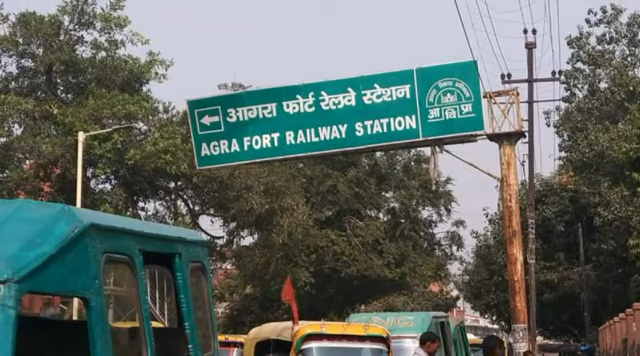 आगरा फोर्ट रेलवे स्टेशन
AGRA FORT RAILWAY STATION
आ वि प्रा